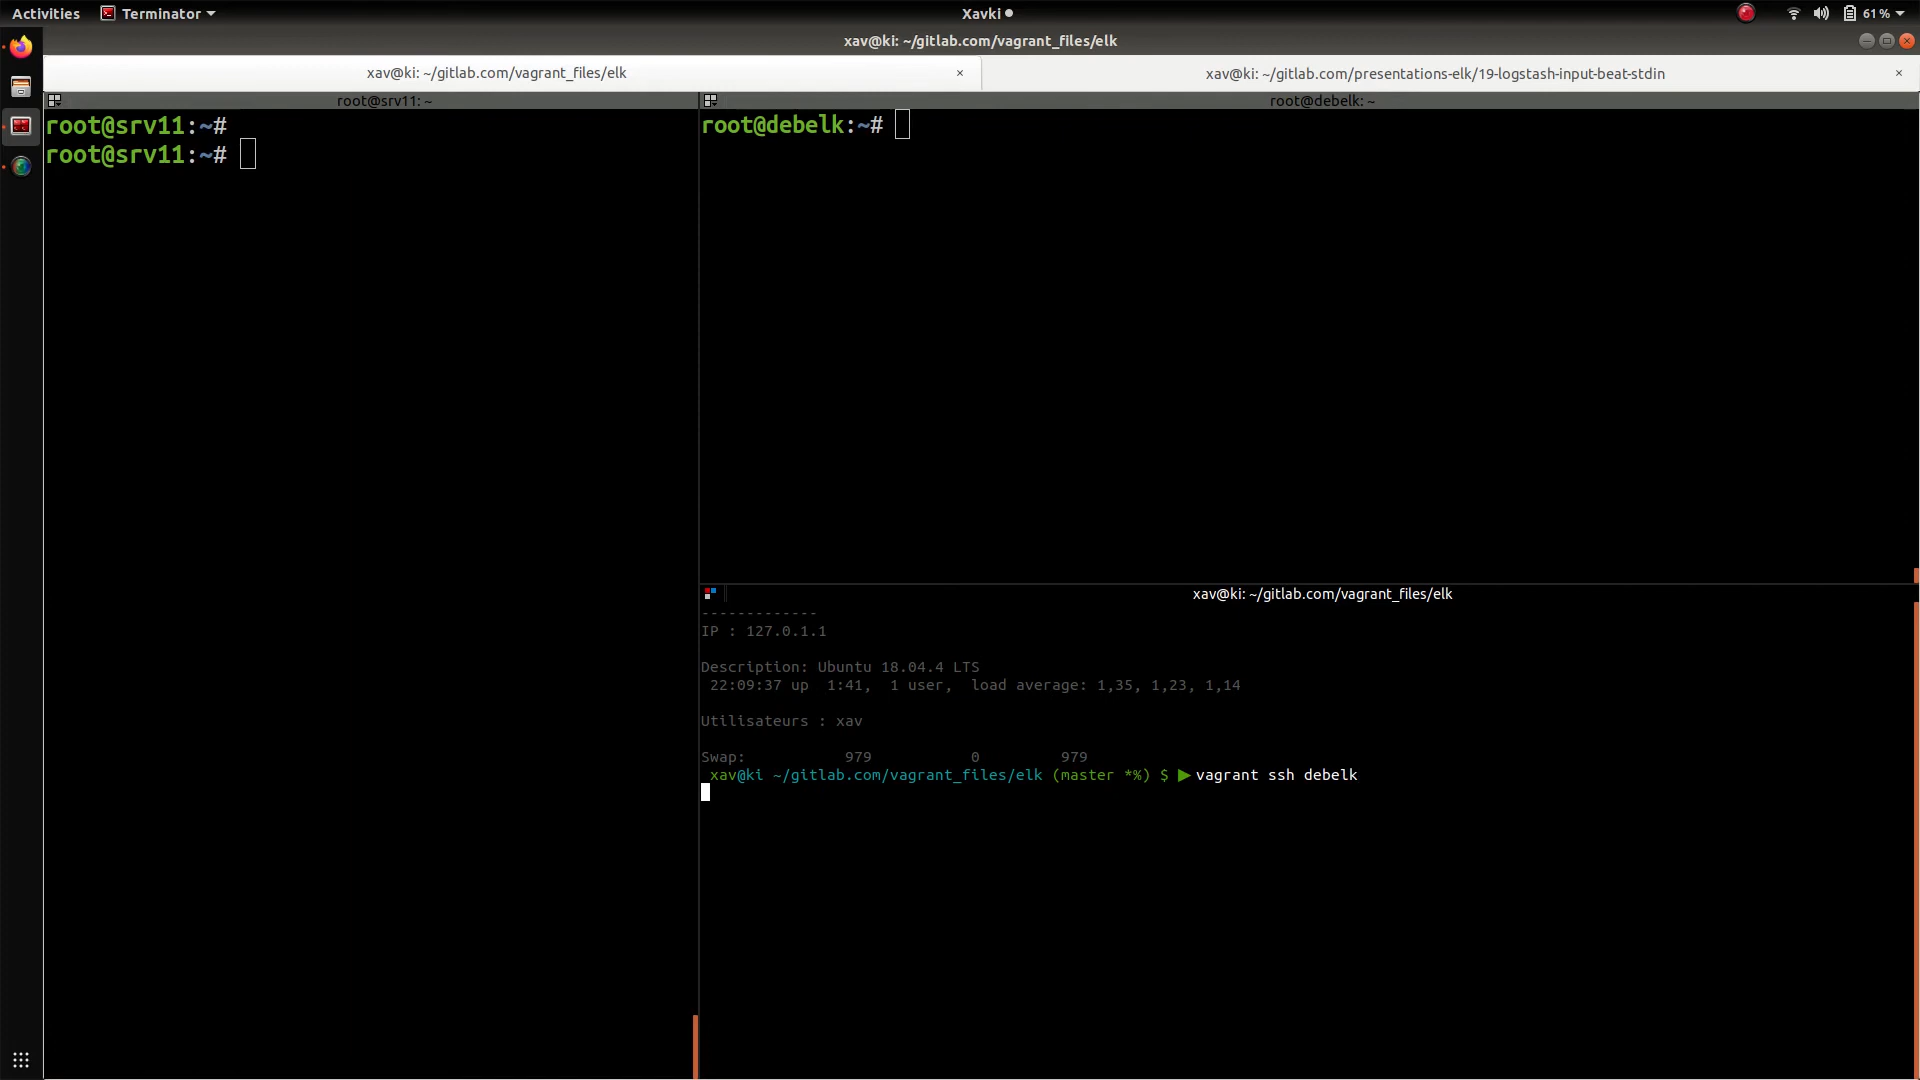 Activities
Terminator
Xavki
61 %
xav@ki: ~/gitlab.com/vagrant_files/elk
xav@ki: ~/gitlab.com/vagrant_files/elk ×
xav@ki: ~/gitlab.com/presentations-elk/19-logstash-input-beat-stdin ×
root@srv11: ~
root@srv11:~#
root@srv11:~#
root@debelk: ~
root@debelk:~#
xav@ki: ~/gitlab.com/vagrant_files/elk
-------------
IP : 127.0.1.1
Description: Ubuntu 18.04.4 LTS
22:09:37 up  1:41,  1 user,  load average: 1,35, 1,23, 1,14
Utilisateurs : xav
Swap:           979           0         979
xav@ki ~/gitlab.com/vagrant_files/elk (master *%) $ ▶vagrant ssh debelk